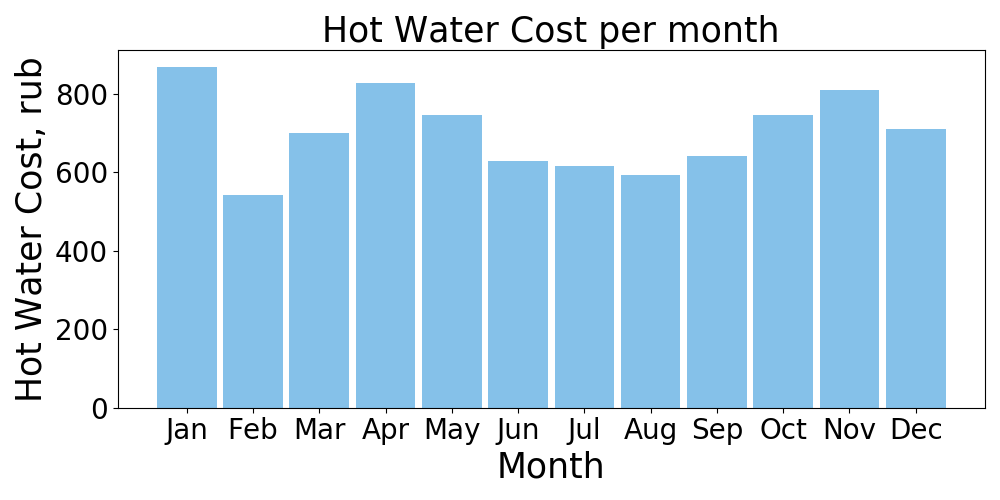 Hot Water Cost per month
Hot Water Cost, rub
800
600
400
200
0
Jan Feb Mar Apr May Jun Jul Aug Sep Oct Nov Dec
Month